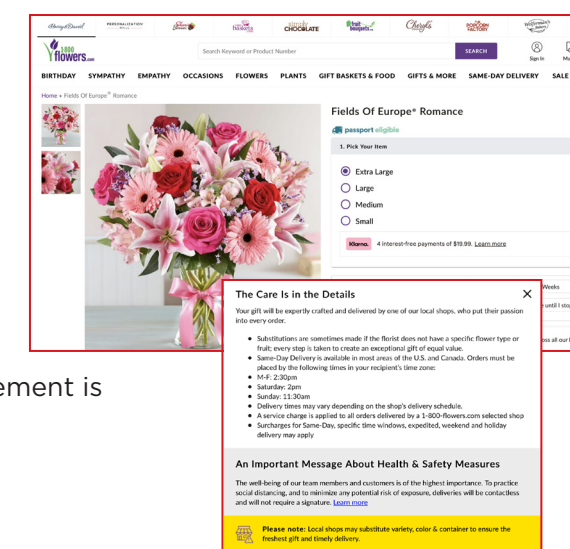 Harry&David
PERSONALIZATION
MALL
baskets
simply
CHOCOLATE
fruit
bouquets.com
Cheryl's
POPCORN
FACTORY
1-800
flowers.com
Search Keyword or Product Number
SEARCH
Sign In
BIRTHDAY SYMPATHY EMPATHY OCCASIONS FLOWERS PLANTS GIFT BASKETS & FOOD GIFTS & MORE SAME-DAY DELIVERY SALE
Home • Fields Of Europe® Romance
Fields Of Europe® Romance
passport eligible
1. Pick Your Item
Extra Large
Large
Medium
Small
Klarna. 4 interest-free payments of $19.99. Learn more
Weeks
until I stop
oss all our
ement is
The Care Is in the Details
Your gift will be expertly crafted and delivered by one of our local shops, who put their passion
into every order.
• Substitutions are sometimes made if the florist does not have a specific flower type or
fruit; every step is taken to create an exceptional gift of equal value.
• Same-Day Delivery is available in most areas of the U.S. and Canada. Orders must be
placed by the following times in your recipient's time zone:
• M-F: 2:30pm
• Saturday: 2pm
• Sunday: 11:30am
• Delivery times may vary depending on the shop's delivery schedule.
• A service charge is applied to all orders delivered by a 1-800-flowers.com selected shop
• Surcharges for Same-Day, specific time windows, expedited, weekend and holiday
delivery may apply
An Important Message About Health & Safety Measures
The well-being of our team members and customers is of the highest importance. To practice
social distancing, and to minimize any potential risk of exposure, deliveries will be contactless
and will not require a signature. Learn more
Please note: Local shops may substitute variety, color & container to ensure the
freshest gift and timely delivery.